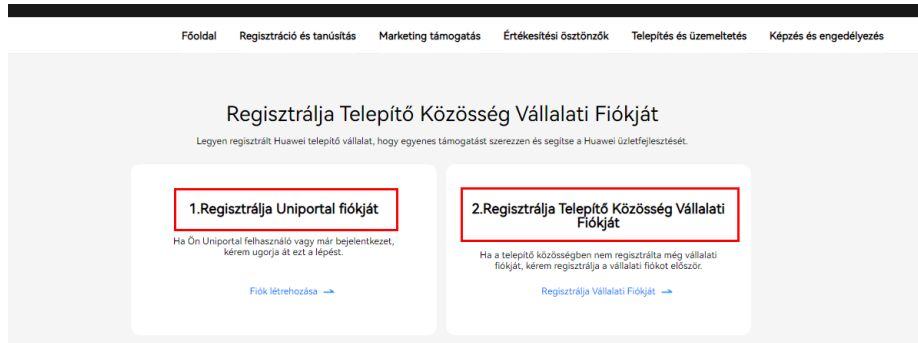 Főoldal Regisztráció és tanúsítás Marketing támogatás Értékesítési ösztönzők Telepítés és üzemeltetés Képzés és engedélyezés
Regisztrálja Telepítő Közösség Vállalati Fiókját
Legyen regisztrált Huawei telepítő vállalat, hogy egyenes támogatást szerezzen és segítse a Huawei üzletfejlesztését.
1.Regisztrálja Uniportal fiókját
Ha Ön Uniportal felhasználó vagy már bejelentkezet,
kérem ugorja át ezt a lépést.
Fiók létrehozása
2.Regisztrálja Telepítő Közösség Vállalati
Fiókját
Ha a telepítő közösségben nem regisztrálta még vállalati
fiókját, kérem regisztrálja a vállalati fiókot először.
Regisztrálja Vállalati Fiókját